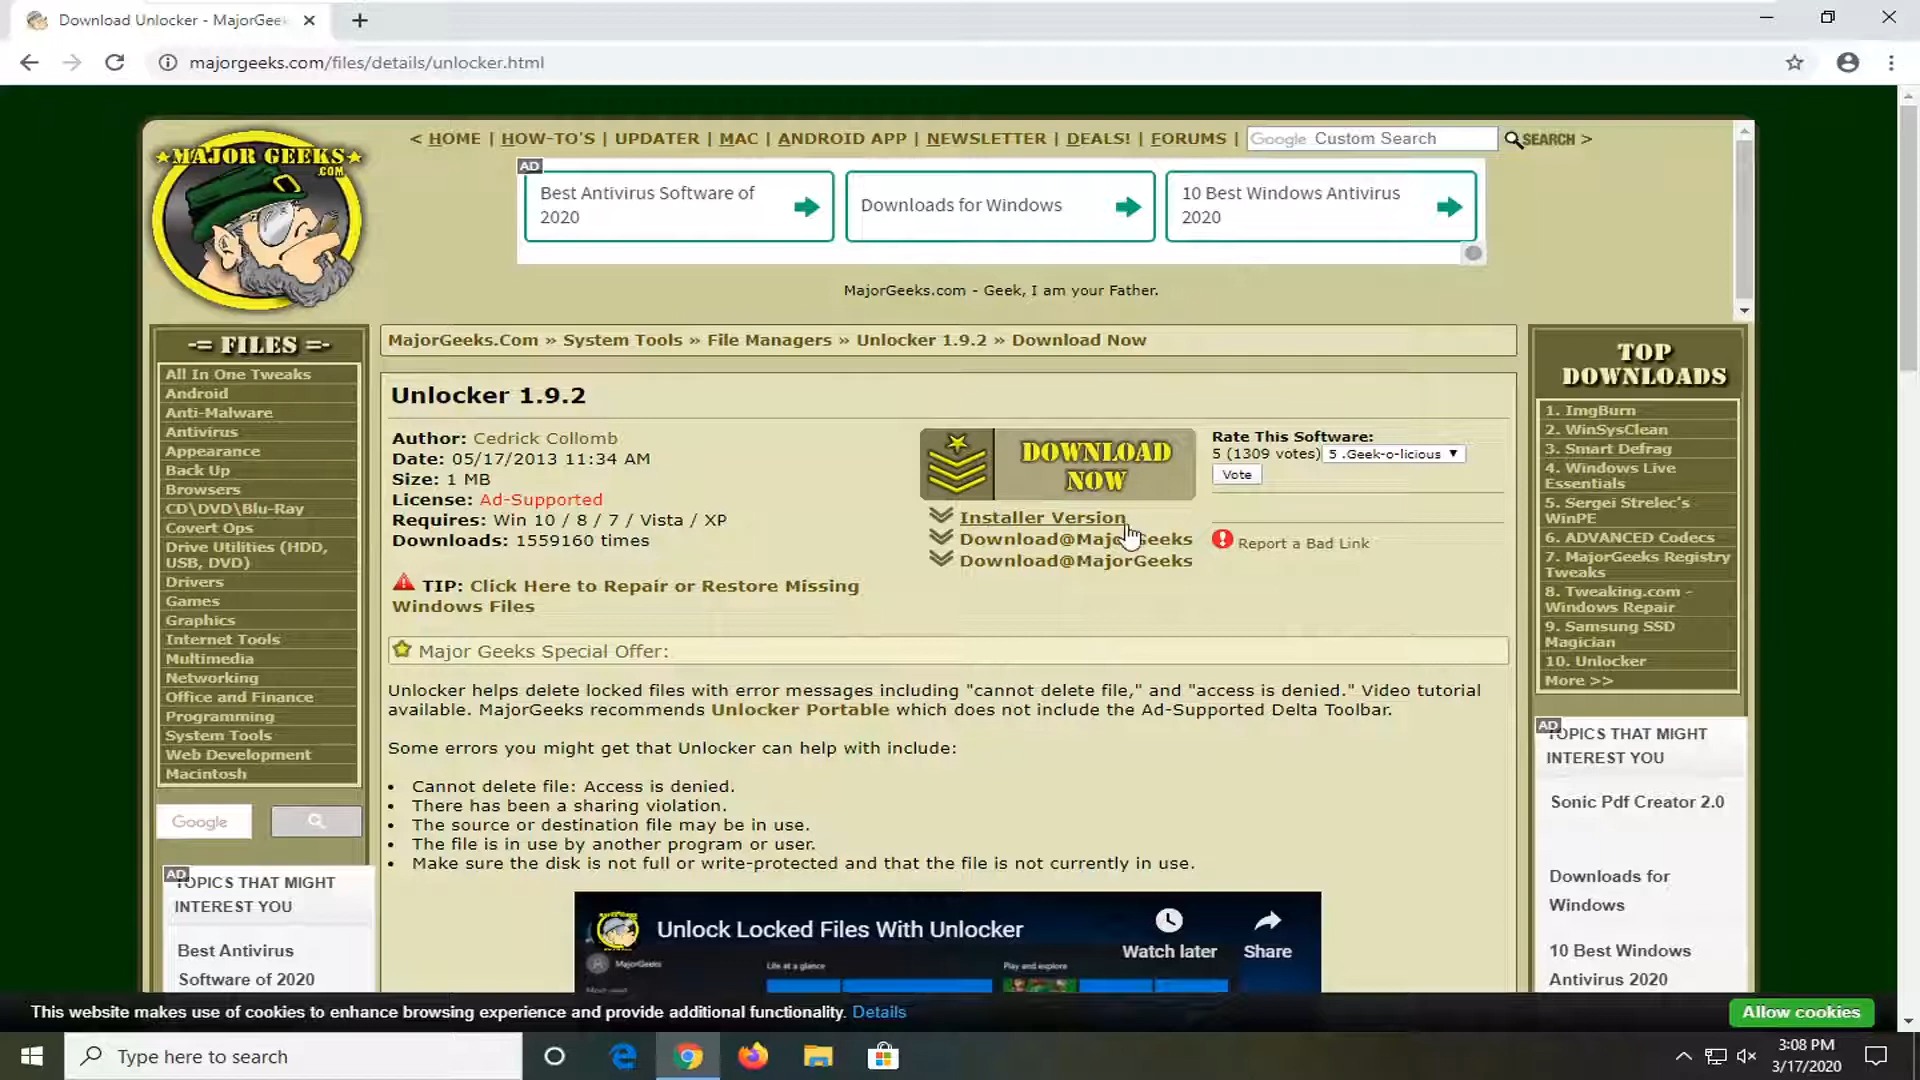 Download Unlocker - MajorGeek
majorgeeks.com/files/details/unlocker.html
MAJOR GEEKS
.COM
< HOME | HOW-TO'S | UPDATER | MAC | ANDROID APP | NEWSLETTER | DEALS! | FORUMS |
Google Custom Search
SEARCH >
AD
Best Antivirus Software of
2020
Downloads for Windows
10 Best Windows Antivirus
2020
MajorGeeks.com - Geek, I am your Father.
-= FILES =-
All In One Tweaks
Android
Anti-Malware
Antivirus
Appearance
Back Up
Browsers
CD\DVD\Blu-Ray
Covert Ops
Drive Utilities (HDD,
USB, DVD)
Drivers
Games
Graphics
Internet Tools
Multimedia
Networking
Office and Finance
Programming
System Tools
Web Development
Macintosh
Google
AD
TOPICS THAT MIGHT
INTEREST YOU
Best Antivirus
Software of 2020
MajorGeeks.Com » System Tools » File Managers » Unlocker 1.9.2 » Download Now
Unlocker 1.9.2
Author: Cedrick Collomb
Date: 05/17/2013 11:34 AM
Size: 1 MB
License: Ad-Supported
Requires: Win 10 / 8 / 7 / Vista / XP
Downloads: 1559160 times
TIP: Click Here to Repair or Restore Missing
Windows Files
DOWNLOAD
NOW
Installer Version
Download@MajorGeeks
Download@MajorGeeks
Rate This Software:
5 (1309 votes) 5 .Geek-o-licious
Vote
Report a Bad Link
Major Geeks Special Offer:
Unlocker helps delete locked files with error messages including "cannot delete file," and "access is denied." Video tutorial
available. MajorGeeks recommends Unlocker Portable which does not include the Ad-Supported Delta Toolbar.
Some errors you might get that Unlocker can help with include:
• Cannot delete file: Access is denied.
• There has been a sharing violation.
• The source or destination file may be in use.
• The file is in use by another program or user.
• Make sure the disk is not full or write-protected and that the file is not currently in use.
Unlock Locked Files With Unlocker
MajorGeeks
Life at a glance
Play and explore
Watch later
Share
TOP
DOWNLOADS
1. ImgBurn
2. WinSysClean
3. Smart Defrag
4. Windows Live
Essentials
5. Sergei Strelec's
WinPE
6. ADVANCED Codecs
7. MajorGeeks Registry
Tweaks
8. Tweaking.com -
Windows Repair
9. Samsung SSD
Magician
10. Unlocker
More >>
AD
TOPICS THAT MIGHT
INTEREST YOU
Sonic Pdf Creator 2.0
Downloads for
Windows
10 Best Windows
Antivirus 2020
This website makes use of cookies to enhance browsing experience and provide additional functionality. Details
Allow cookies
Type here to search
3:08 PM
3/17/2020